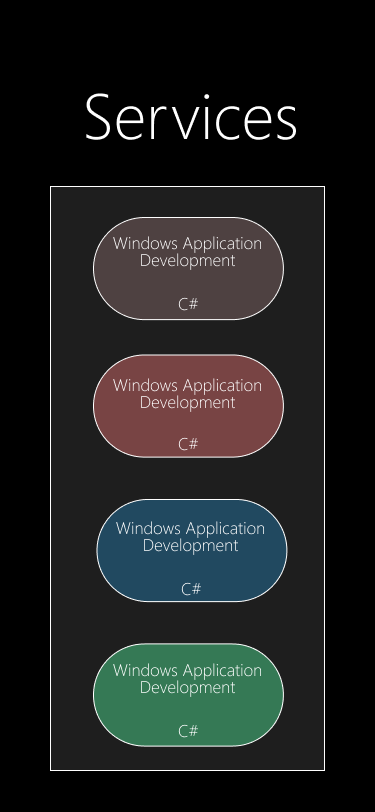 Services
Windows Application
Development
C#
Windows Application
Development
C#
Windows Application
Development
C#
Windows Application
Development
C#